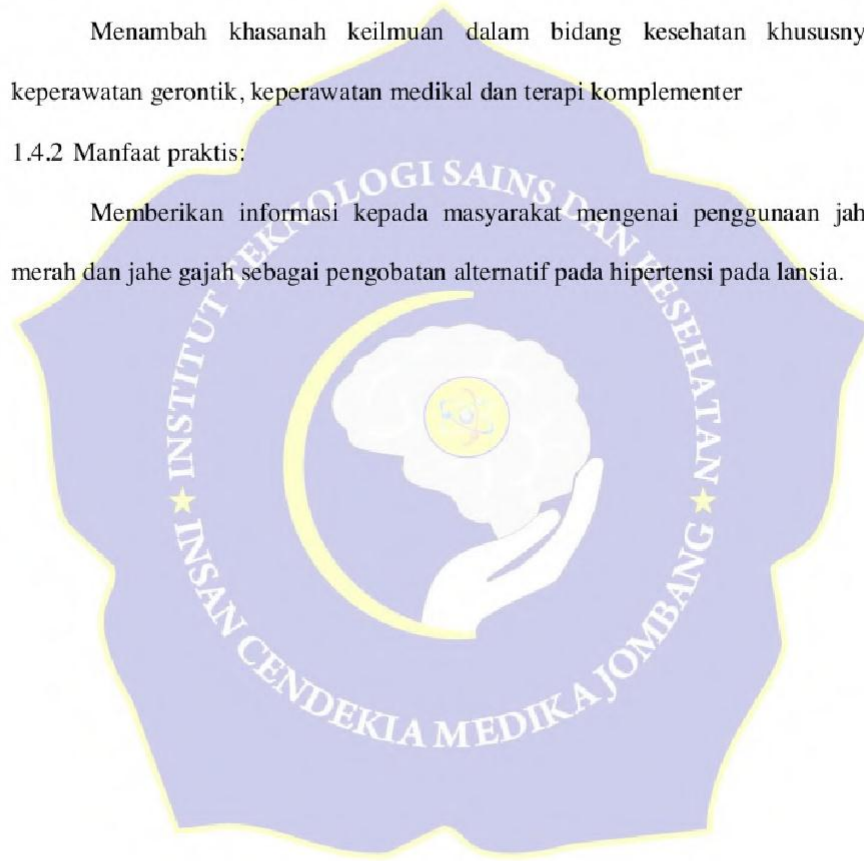 Menambah khasanah keilmuan dalam bidang kesehatan khususny
keperawatan gerontik, keperawatan medikal dan terapi komplementer
1.4.2 Manfaat praktis:
Memberikan informasi kepada masyarakat mengenai penggunaan jah
merah dan jahe gajah sebagai pengobatan alternatif pada hipertensi pada lansia.
INSTITUT TEKNOLOGI SAINS DAN KESEHATAN
INSAN CENDEKIA MEDIKA JOMBANG